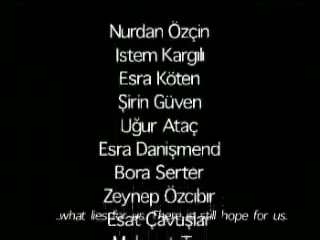 Nurdan Özçin
Istem Kargılı
Esra Köten
Şirin Güven
Uğur Ataç
Esra Danişmend
Bora Serter
Zeynep Özcıbır
Esat Çavuşlar
..what lies for us. There is still hope for us.